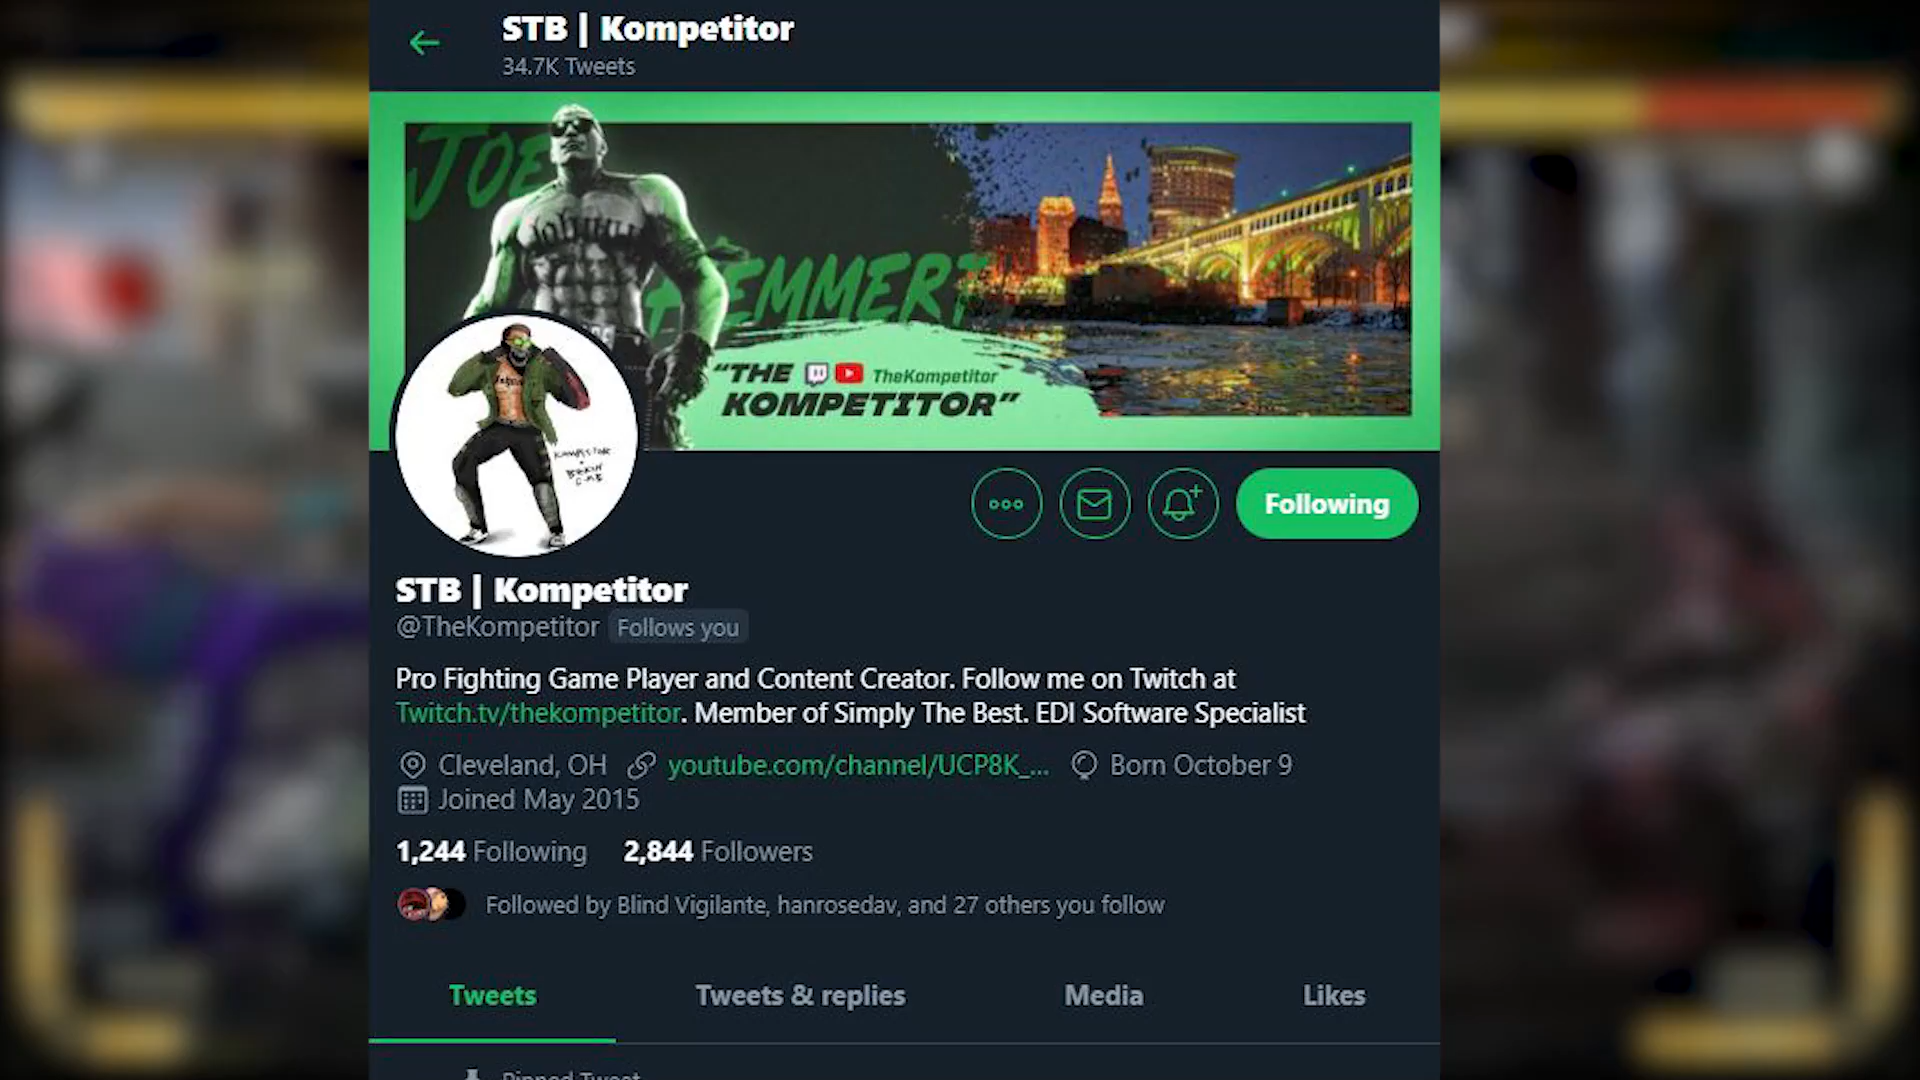 STB | Kompetitor
34.7K Tweets
JOE
HEMMERT
"THE TheKompetitor
KOMPETITOR"
Following
STB | Kompetitor
@TheKompetitor Follows you
Pro Fighting Game Player and Content Creator. Follow me on Twitch at
Twitch.tv/thekompetitor. Member of Simply The Best. EDI Software Specialist
Cleveland, OH youtube.com/channel/UCP8K_... Born October 9
Joined May 2015
1,244 Following 2,844 Followers
Followed by Blind Vigilante, hanrosedav, and 27 others you follow
Tweets Tweets & replies Media Likes
Pinned Tweet